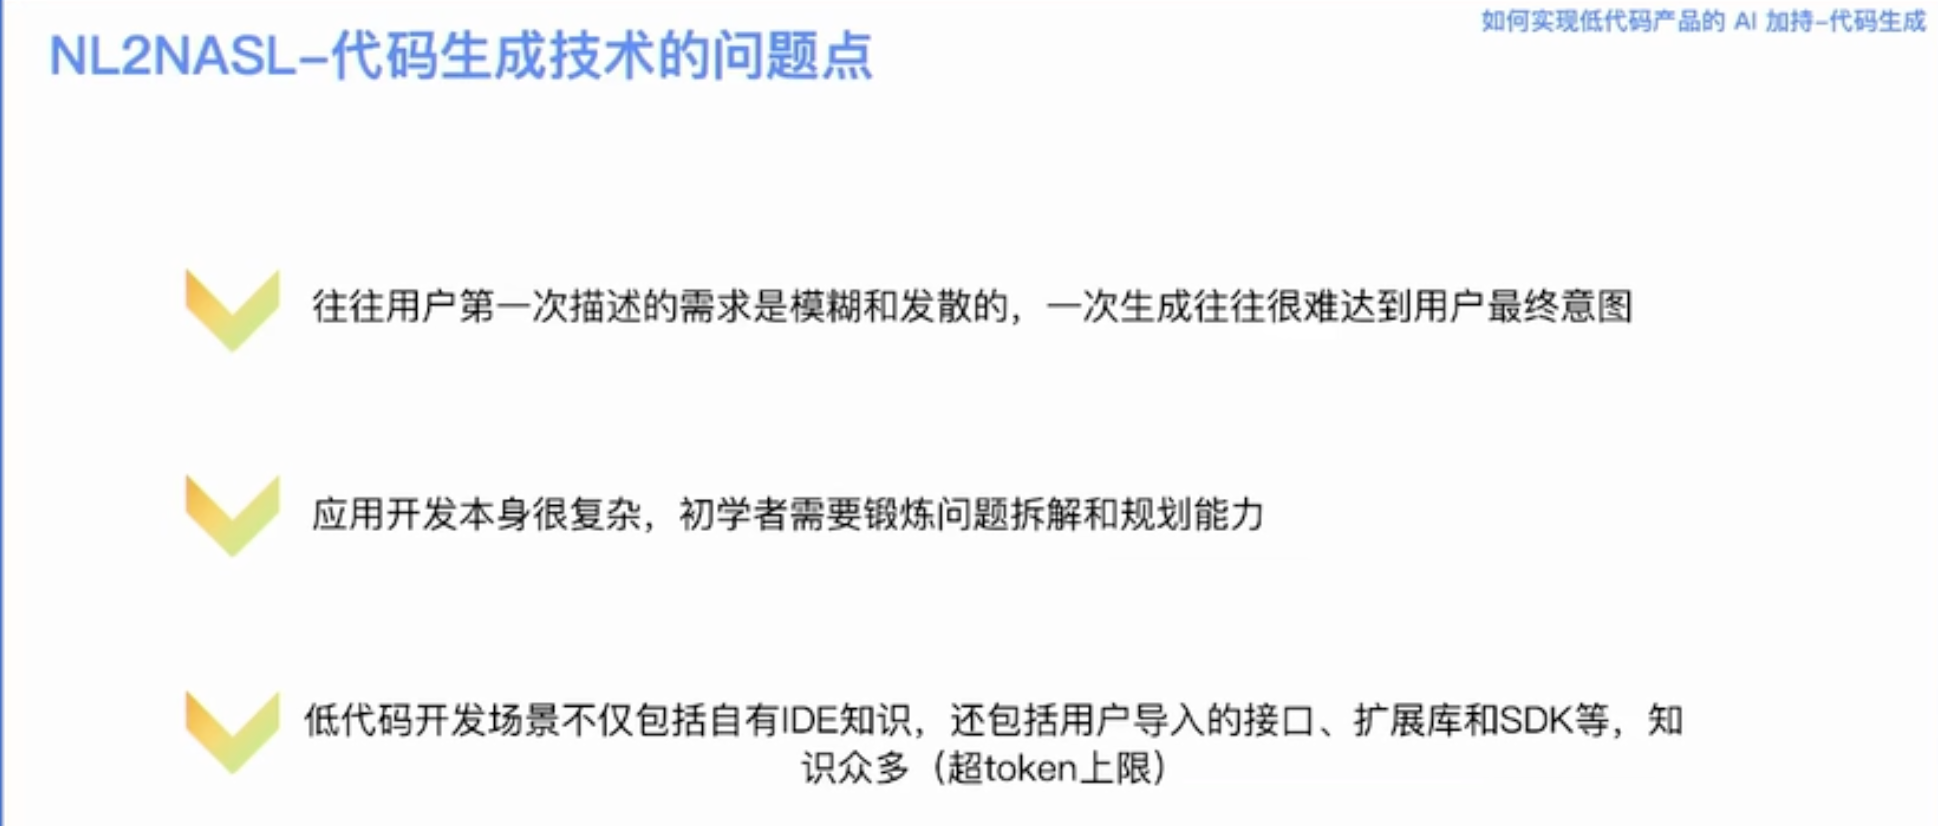 如何实现低代码产品的 AI 加持-代码生成
NL2NASL-代码生成技术的问题点
往往用户第一次描述的需求是模糊和发散的，一次生成往往很难达到用户最终意图
应用开发本身很复杂，初学者需要锻炼问题拆解和规划能力
低代码开发场景不仅包括自有IDE知识，还包括用户导入的接口、扩展库和SDK等，知
识众多（超token上限）